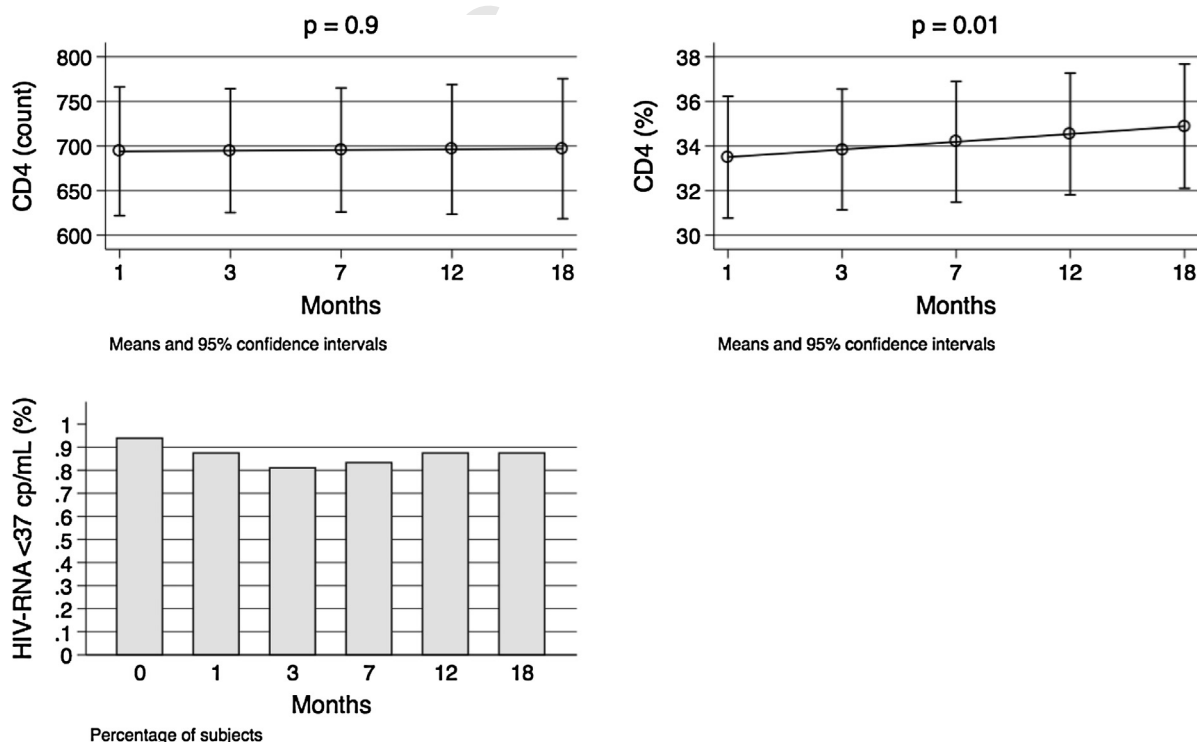 p = 0.9
CD4 (count)
800
750
700
650
600
1 3 7 12 18
Months
Means and 95% confidence intervals
p = 0.01
CD4 (%)
38
36
34
32
30
1 3 7 12 18
Months
Means and 95% confidence intervals
HIV-RNA <37 cp/mL (%)
1
.9
.8
.7
.6
.5
.4
.3
.2
.1
0
0 1 3 7 12 18
Months
Percentage of subjects